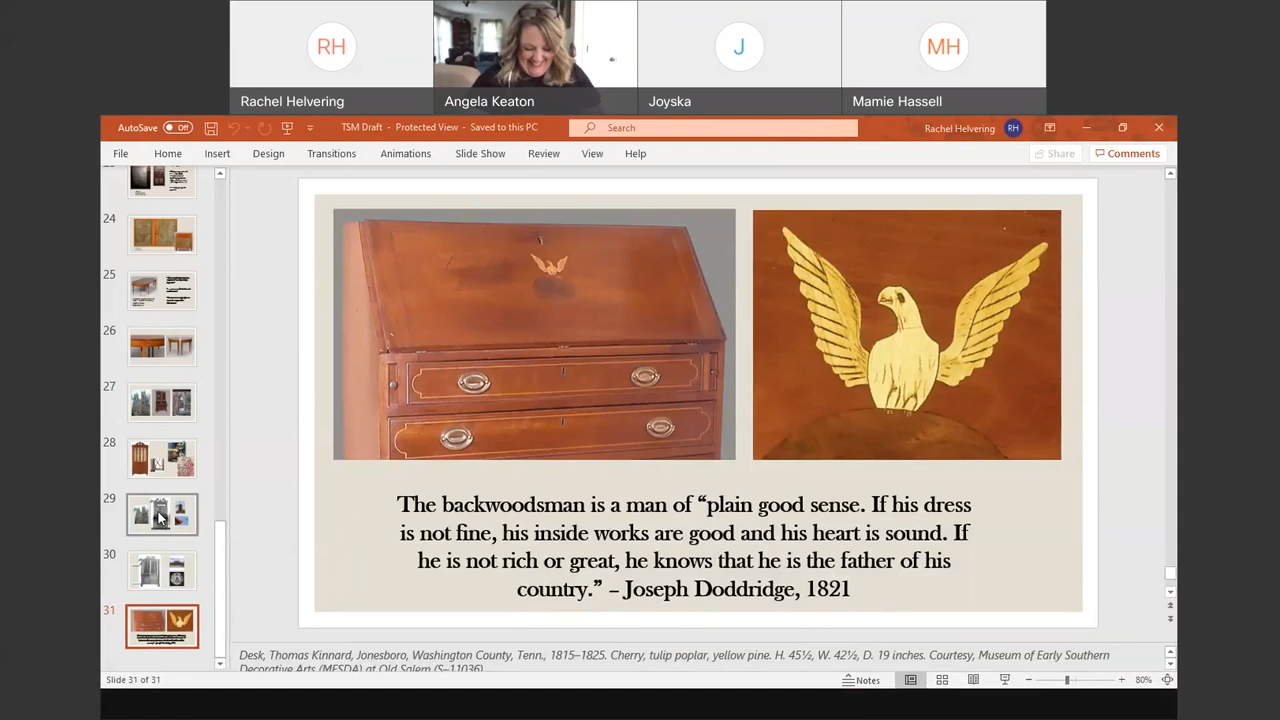 RH
J
MH
Rachel Helvering
Angela Keaton
Joyska
Mamie Hassell
AutoSave Off
TSM Draft - Protected View - Saved to this PC
Search
Rachel Helvering RH
File Home Insert Design Transitions Animations Slide Show Review View Help
Share Comments
24
25
26
27
28
29
30
31
The backwoodsman is a man of “plain good sense. If his dress
is not fine, his inside works are good and his heart is sound. If
he is not rich or great, he knows that he is the father of his
country.” – Joseph Doddridge, 1821
Desk, Thomas Kinnard, Jonesboro, Washington County, Tenn., 1815–1825. Cherry, tulip poplar, yellow pine. H. 45½, W. 42½, D. 19 inches. Courtesy, Museum of Early Southern
Decorative Arts (MESDA) at Old Salem (S–11036)
Slide 31 of 31
Notes
80%